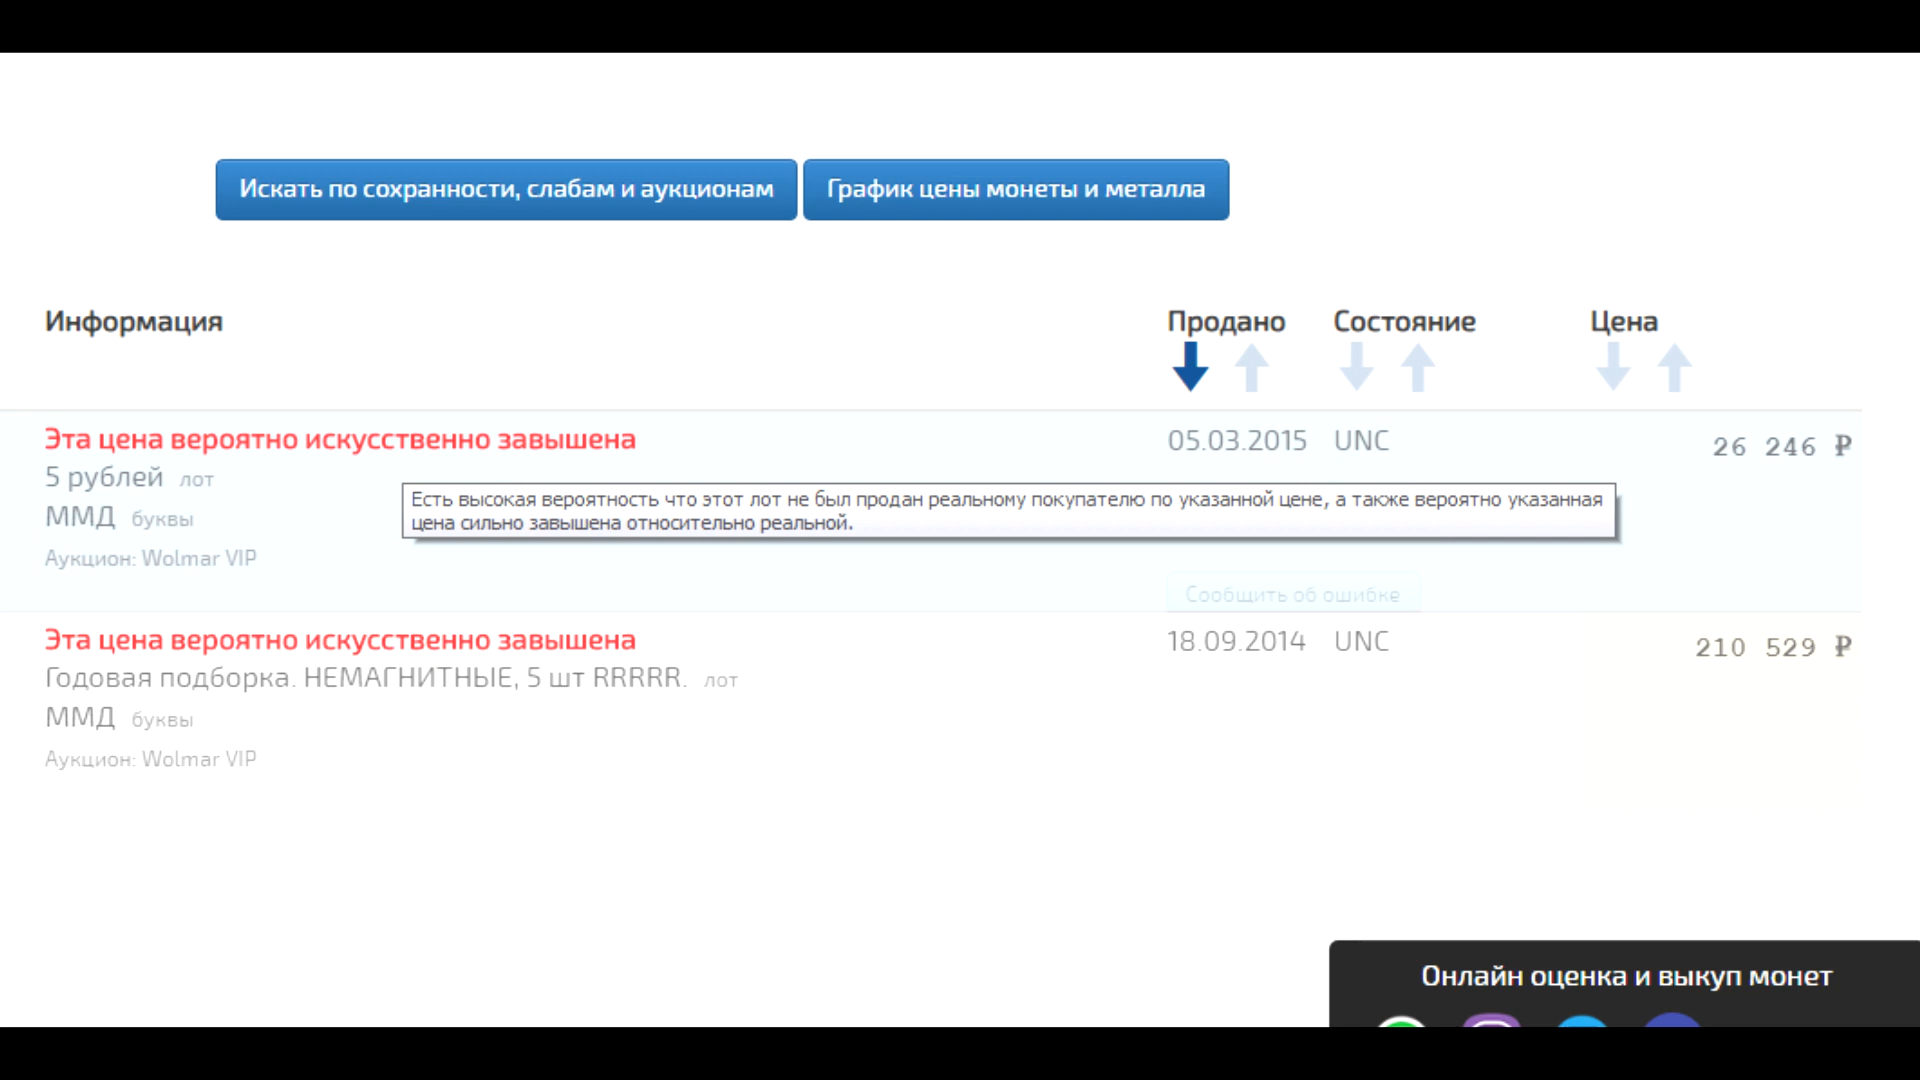 Искать по сохранности, слабам и аукционам
График цены монеты и металла
Информация
Продано
Состояние
Цена
Эта цена вероятно искусственно завышена
05.03.2015
UNC
26 246 ₽
5 рублей лот
Есть высокая вероятность что этот лот не был продан реальному покупателю по указанной цене, а также вероятно указанная
цена сильно завышена относительно реальной.
ММД буквы
Аукцион: Wolmar VIP
Сообщить об ошибке
Эта цена вероятно искусственно завышена
18.09.2014
UNC
210 529 ₽
Годовая подборка. НЕМАГНИТНЫЕ, 5 шт RRRRR. лот
ММД буквы
Аукцион: Wolmar VIP
Онлайн оценка и выкуп монет